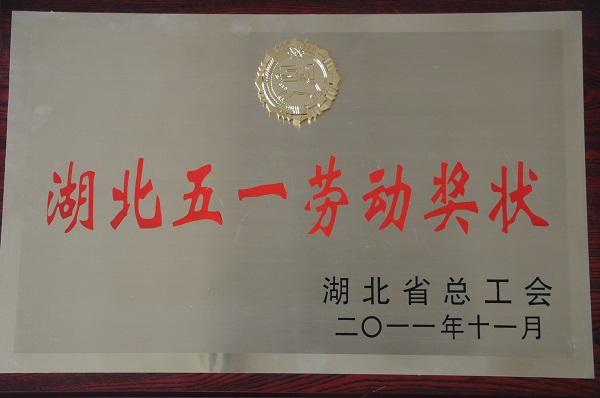 湖北五一劳动奖状
湖北省总工会
二〇一一年十一月